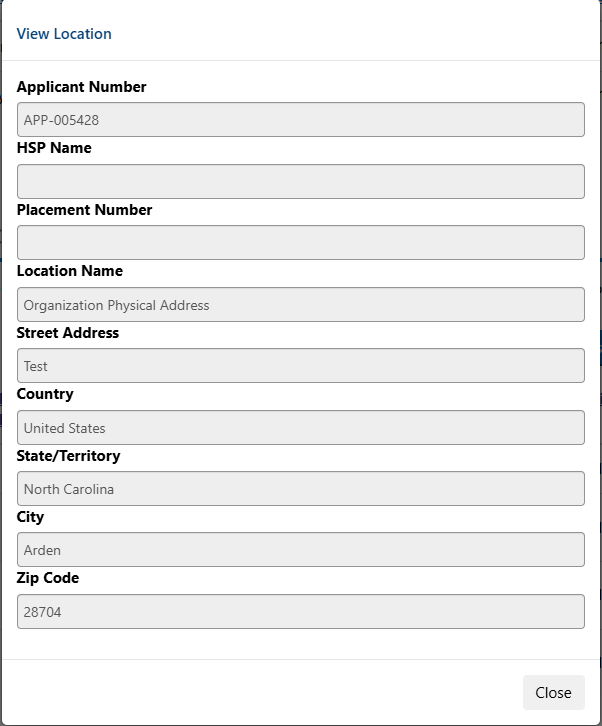 View Location
Applicant Number
APP-005428
HSP Name
Placement Number
Location Name
Organization Physical Address
Street Address
Test
Country
United States
State/Territory
North Carolina
City
Arden
Zip Code
28704
Close